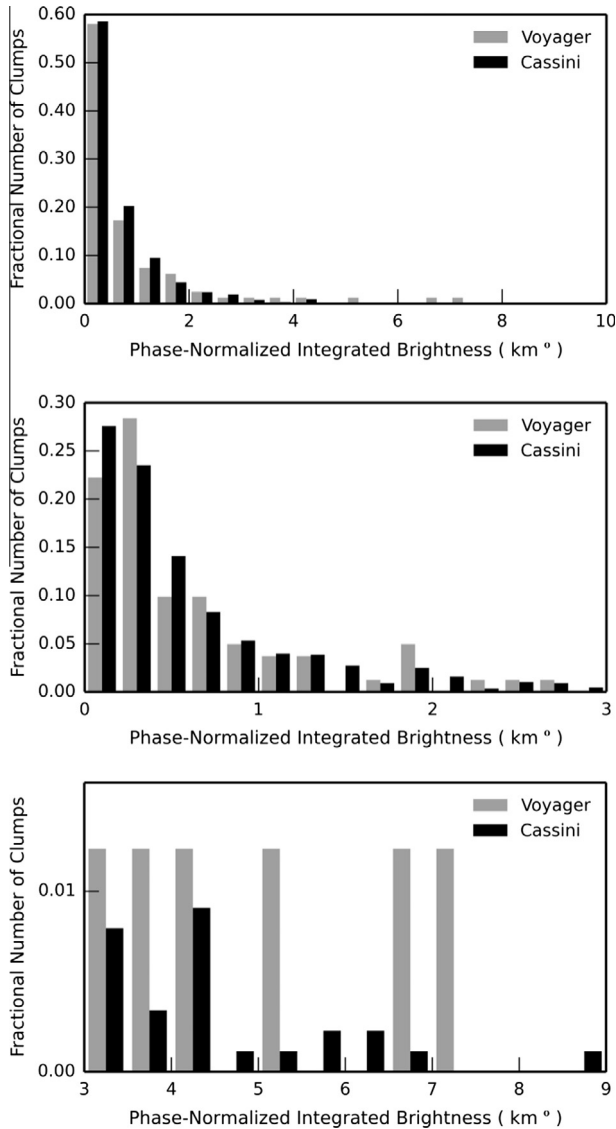 0.60
0.50
0.40
0.30
0.20
0.10
0.00
Fractional Number of Clumps
Voyager
Cassini
0 2 4 6 8 10
Phase-Normalized Integrated Brightness ( km ° )
0.30
0.25
0.20
0.15
0.10
0.05
0.00
Fractional Number of Clumps
Voyager
Cassini
0 1 2 3
Phase-Normalized Integrated Brightness ( km ° )
0.01
0.00
Fractional Number of Clumps
Voyager
Cassini
3 4 5 6 7 8 9
Phase-Normalized Integrated Brightness ( km ° )